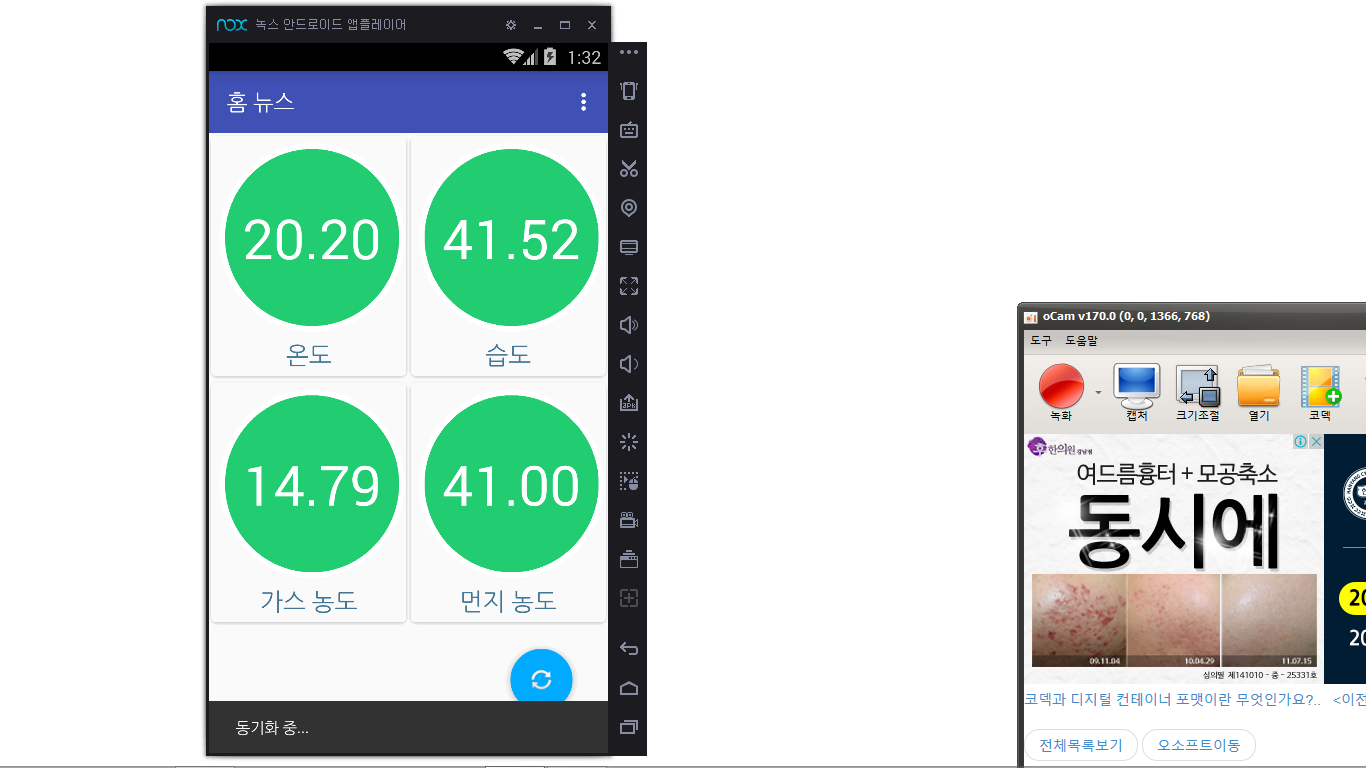 nox 녹스 안드로이드 앱플레이어
1:32
홈 뉴스
20.20
41.52
온도
습도
14.79
41.00
가스 농도
먼지 농도
동기화 중...
oCam v170.0 (0, 0, 1366, 768)
도구 도움말
녹화 캡처 크기조절 열기 코덱
한의원 강남점
여드름흉터 + 모공축소
동시에
09.11.04 10.04.29 11.07.15
심의필 제141010 - 중 - 25331호
20
20
코덱과 디지털 컨테이너 포맷이란 무엇인가요?.. <이전
전체목록보기 오소프트이동